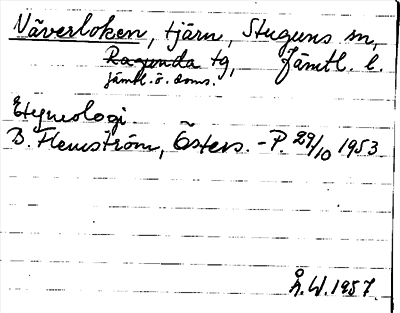 Näverloken, tjärn, Stuguns sn,
Ragunda tg, Jämtl. l.
jämtl. ö. doms.
Etymologi.
B. Flemström, Östers.-P. 29/10 1953
Å.W. 1957.